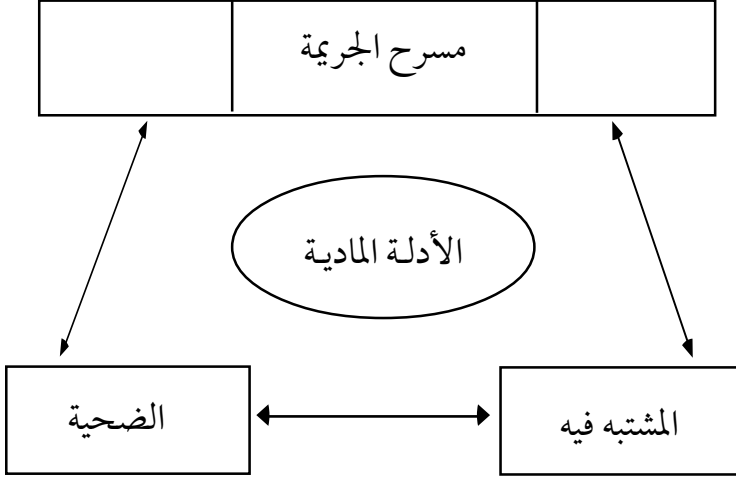 مسرح الجريمة
الأدلة المادية
المشتبه فيه
الضحية